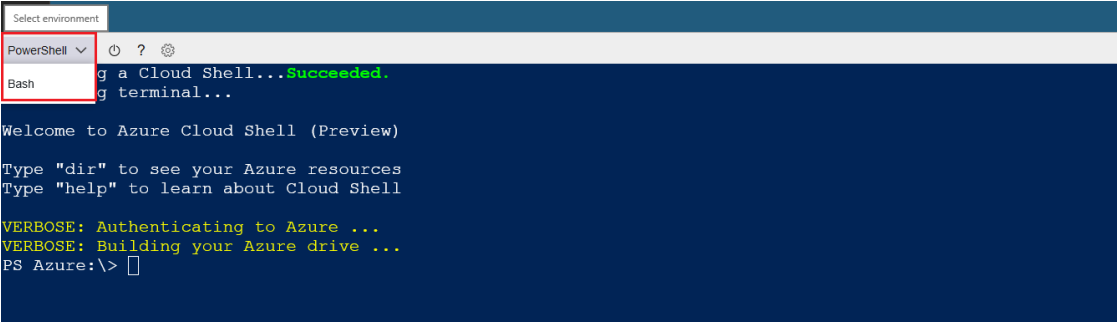 Select environment
PowerShell ?
Bash
g a Cloud Shell...Succeeded.
g terminal...
Welcome to Azure Cloud Shell (Preview)
Type "dir" to see your Azure resources
Type "help" to learn about Cloud Shell
VERBOSE: Authenticating to Azure ...
VERBOSE: Building your Azure drive ...
PS Azure:\>